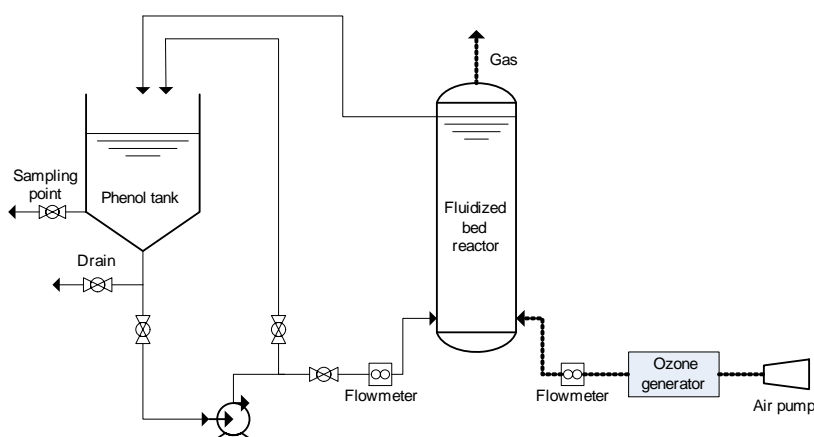 Gas
Sampling
point
Phenol tank
Fluidized
bed
reactor
Drain
Flowmeter
Flowmeter
Ozone
generator
Air pump